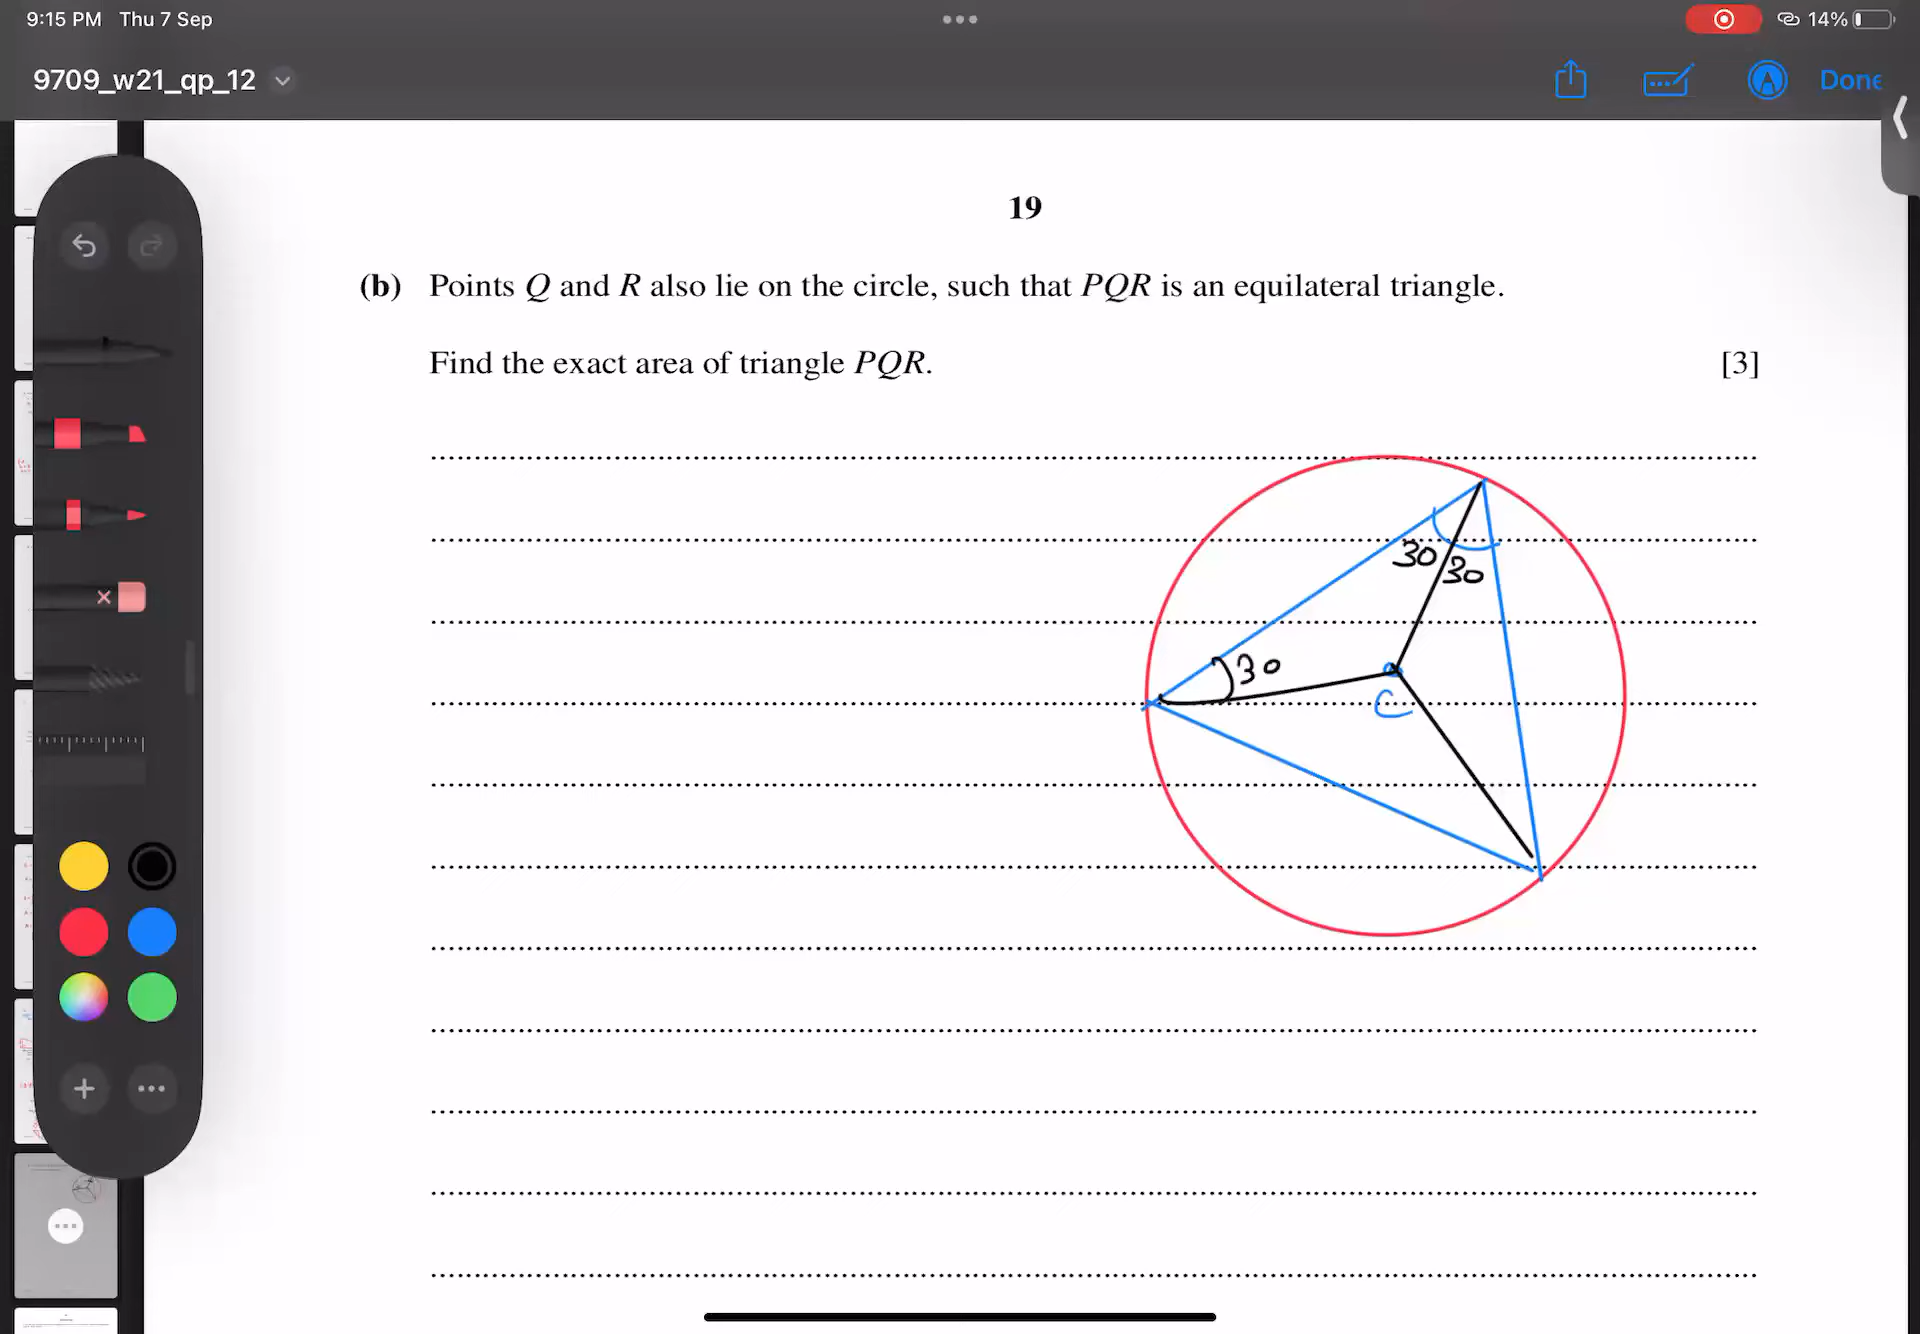 9:15 PM Thu 7 Sep
14%
9709_w21_qp_12
Done
19
(b) Points Q and R also lie on the circle, such that PQR is an equilateral triangle.
Find the exact area of triangle PQR. [3]
30
30
30
C